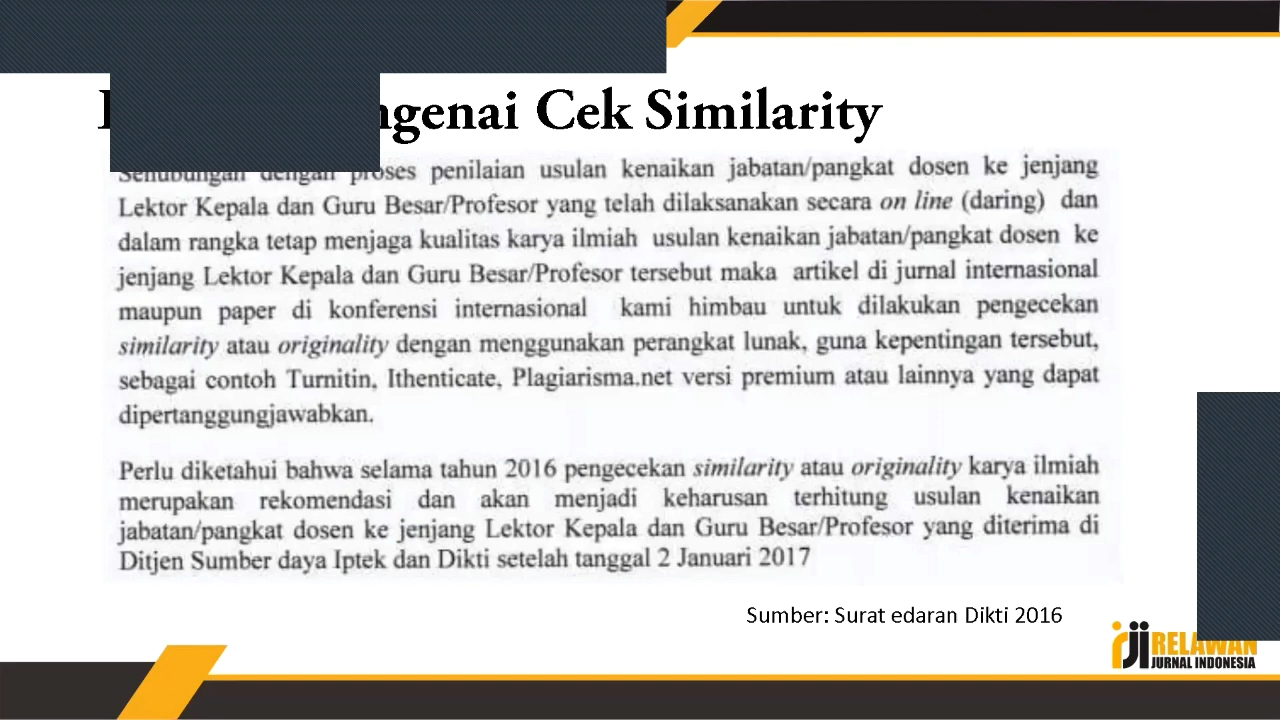 ngenai Cek Similarity
Sehubungan dengan proses penilaian usulan kenaikan jabatan/pangkat dosen ke jenjang
Lektor Kepala dan Guru Besar/Profesor yang telah dilaksanakan secara on line (daring) dan
dalam rangka tetap menjaga kualitas karya ilmiah usulan kenaikan jabatan/pangkat dosen ke
jenjang Lektor Kepala dan Guru Besar/Profesor tersebut maka artikel di jurnal internasional
maupun paper di konferensi internasional kami himbau untuk dilakukan pengecekan
similarity atau originality dengan menggunakan perangkat lunak, guna kepentingan tersebut,
sebagai contoh Turnitin, Ithenticate, Plagiarisma.net versi premium atau lainnya yang dapat
dipertanggungjawabkan.
Perlu diketahui bahwa selama tahun 2016 pengecekan similarity atau originality karya ilmiah
merupakan rekomendasi dan akan menjadi keharusan terhitung usulan kenaikan
jabatan/pangkat dosen ke jenjang Lektor Kepala dan Guru Besar/Profesor yang diterima di
Ditjen Sumber daya Iptek dan Dikti setelah tanggal 2 Januari 2017
Sumber: Surat edaran Dikti 2016
RELAWAN
JURNAL INDONESIA